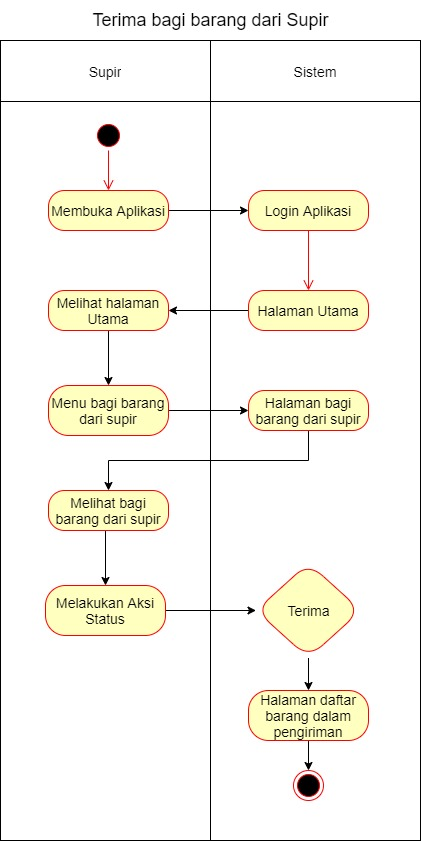 Terima bagi barang dari Supir
Supir
Sistem
Membuka Aplikasi
Login Aplikasi
Melihat halaman
Utama
Halaman Utama
Menu bagi barang
dari supir
Halaman bagi
barang dari supir
Melihat bagi
barang dari supir
Melakukan Aksi
Status
Terima
Halaman daftar
barang dalam
pengiriman